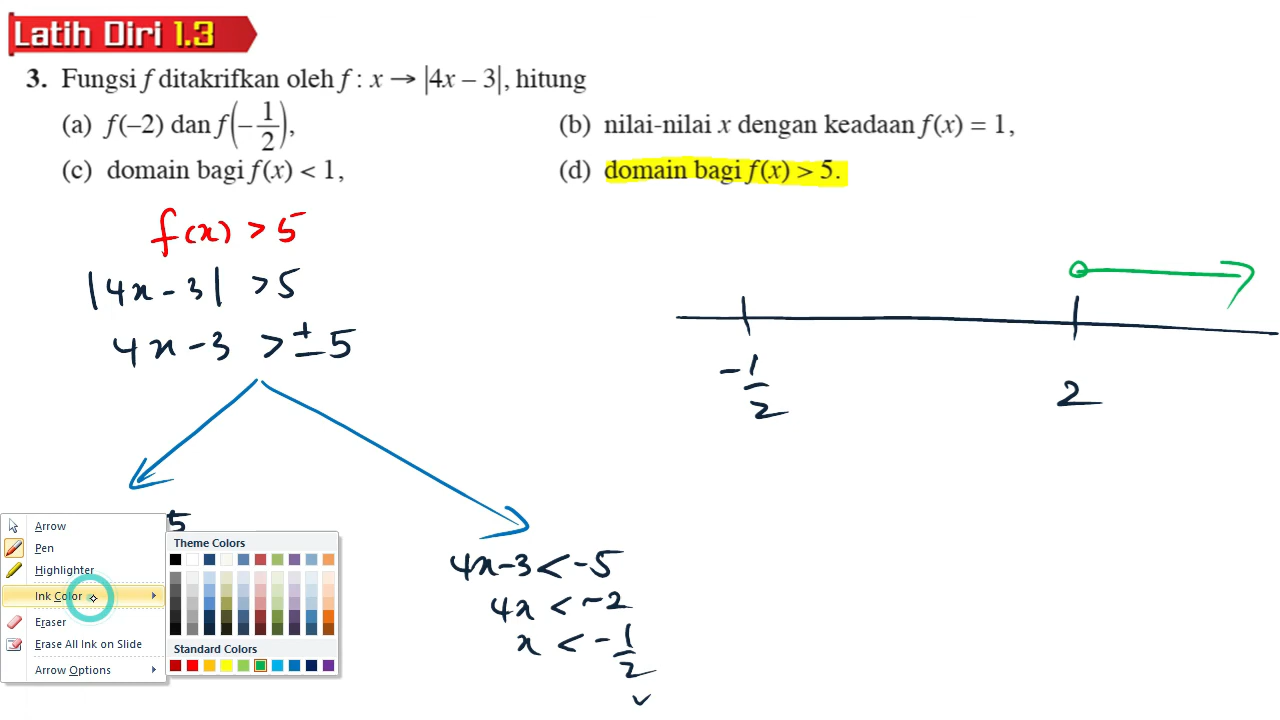 Latih Diri 1.3
3. Fungsi f ditakrifkan oleh f : x → |4x – 3|, hitung
(a) f(–2) dan f(–1/2),
(b) nilai-nilai x dengan keadaan f(x) = 1,
(c) domain bagi f(x) < 1,
(d) domain bagi f(x) > 5.
f(x) > 5
|4x - 3| > 5
4x - 3 > ± 5
-1/2
2
5
4x - 3 < -5
4x < -2
x < -1/2
Arrow
Pen
Highlighter
Ink Color
Eraser
Erase All Ink on Slide
Arrow Options
Theme Colors
Standard Colors